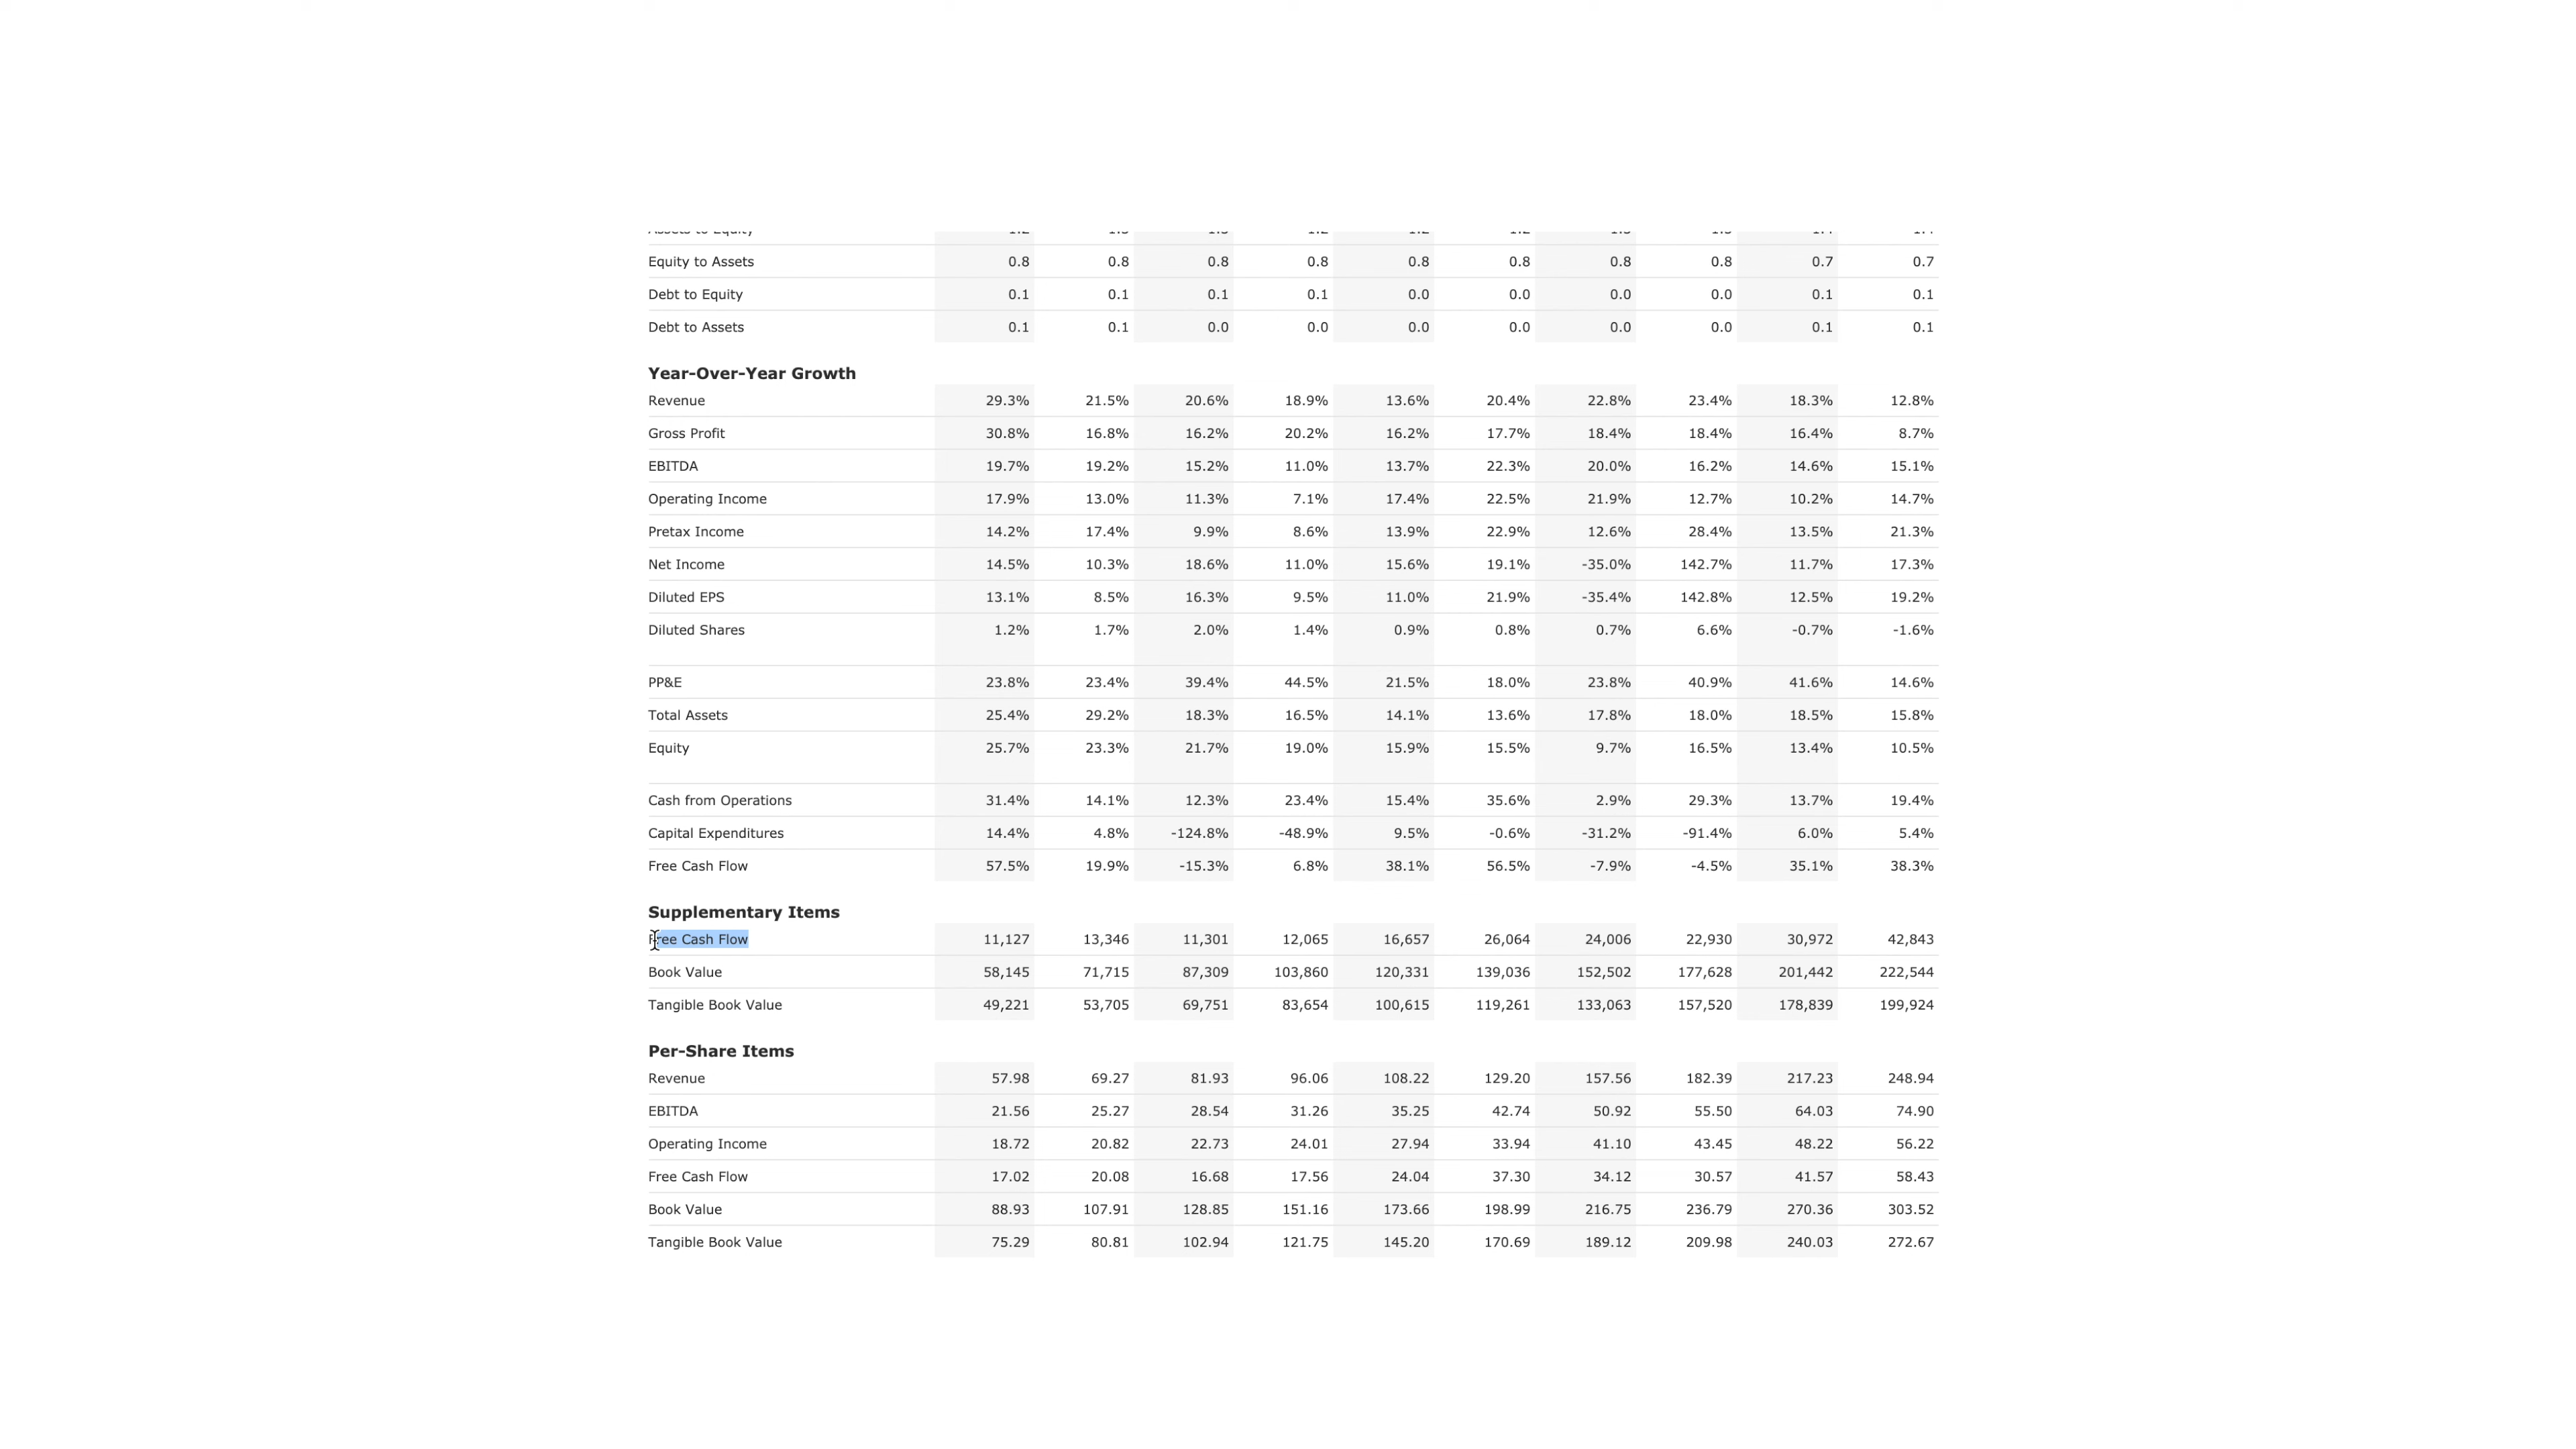 Equity to Assets 0.8 0.8 0.8 0.8 0.8 0.8 0.8 0.8 0.7 0.7
Debt to Equity 0.1 0.1 0.1 0.1 0.0 0.0 0.0 0.0 0.1 0.1
Debt to Assets 0.1 0.1 0.0 0.0 0.0 0.0 0.0 0.0 0.1 0.1
Year-Over-Year Growth
Revenue 29.3% 21.5% 20.6% 18.9% 13.6% 20.4% 22.8% 23.4% 18.3% 12.8%
Gross Profit 30.8% 16.8% 16.2% 20.2% 16.2% 17.7% 18.4% 18.4% 16.4% 8.7%
EBITDA 19.7% 19.2% 15.2% 11.0% 13.7% 22.3% 20.0% 16.2% 14.6% 15.1%
Operating Income 17.9% 13.0% 11.3% 7.1% 17.4% 22.5% 21.9% 12.7% 10.2% 14.7%
Pretax Income 14.2% 17.4% 9.9% 8.6% 13.9% 22.9% 12.6% 28.4% 13.5% 21.3%
Net Income 14.5% 10.3% 18.6% 11.0% 15.6% 19.1% -35.0% 142.7% 11.7% 17.3%
Diluted EPS 13.1% 8.5% 16.3% 9.5% 11.0% 21.9% -35.4% 142.8% 12.5% 19.2%
Diluted Shares 1.2% 1.7% 2.0% 1.4% 0.9% 0.8% 0.7% 6.6% -0.7% -1.6%
PP&E 23.8% 23.4% 39.4% 44.5% 21.5% 18.0% 23.8% 40.9% 41.6% 14.6%
Total Assets 25.4% 29.2% 18.3% 16.5% 14.1% 13.6% 17.8% 18.0% 18.5% 15.8%
Equity 25.7% 23.3% 21.7% 19.0% 15.9% 15.5% 9.7% 16.5% 13.4% 10.5%
Cash from Operations 31.4% 14.1% 12.3% 23.4% 15.4% 35.6% 2.9% 29.3% 13.7% 19.4%
Capital Expenditures 14.4% 4.8% -124.8% -48.9% 9.5% -0.6% -31.2% -91.4% 6.0% 5.4%
Free Cash Flow 57.5% 19.9% -15.3% 6.8% 38.1% 56.5% -7.9% -4.5% 35.1% 38.3%
Supplementary Items
Free Cash Flow 11,127 13,346 11,301 12,065 16,657 26,064 24,006 22,930 30,972 42,843
Book Value 58,145 71,715 87,309 103,860 120,331 139,036 152,502 177,628 201,442 222,544
Tangible Book Value 49,221 53,705 69,751 83,654 100,615 119,261 133,063 157,520 178,839 199,924
Per-Share Items
Revenue 57.98 69.27 81.93 96.06 108.22 129.20 157.56 182.39 217.23 248.94
EBITDA 21.56 25.27 28.54 31.26 35.25 42.74 50.92 55.50 64.03 74.90
Operating Income 18.72 20.82 22.73 24.01 27.94 33.94 41.10 43.45 48.22 56.22
Free Cash Flow 17.02 20.08 16.68 17.56 24.04 37.30 34.12 30.57 41.57 58.43
Book Value 88.93 107.91 128.85 151.16 173.66 198.99 216.75 236.79 270.36 303.52
Tangible Book Value 75.29 80.81 102.94 121.75 145.20 170.69 189.12 209.98 240.03 272.67